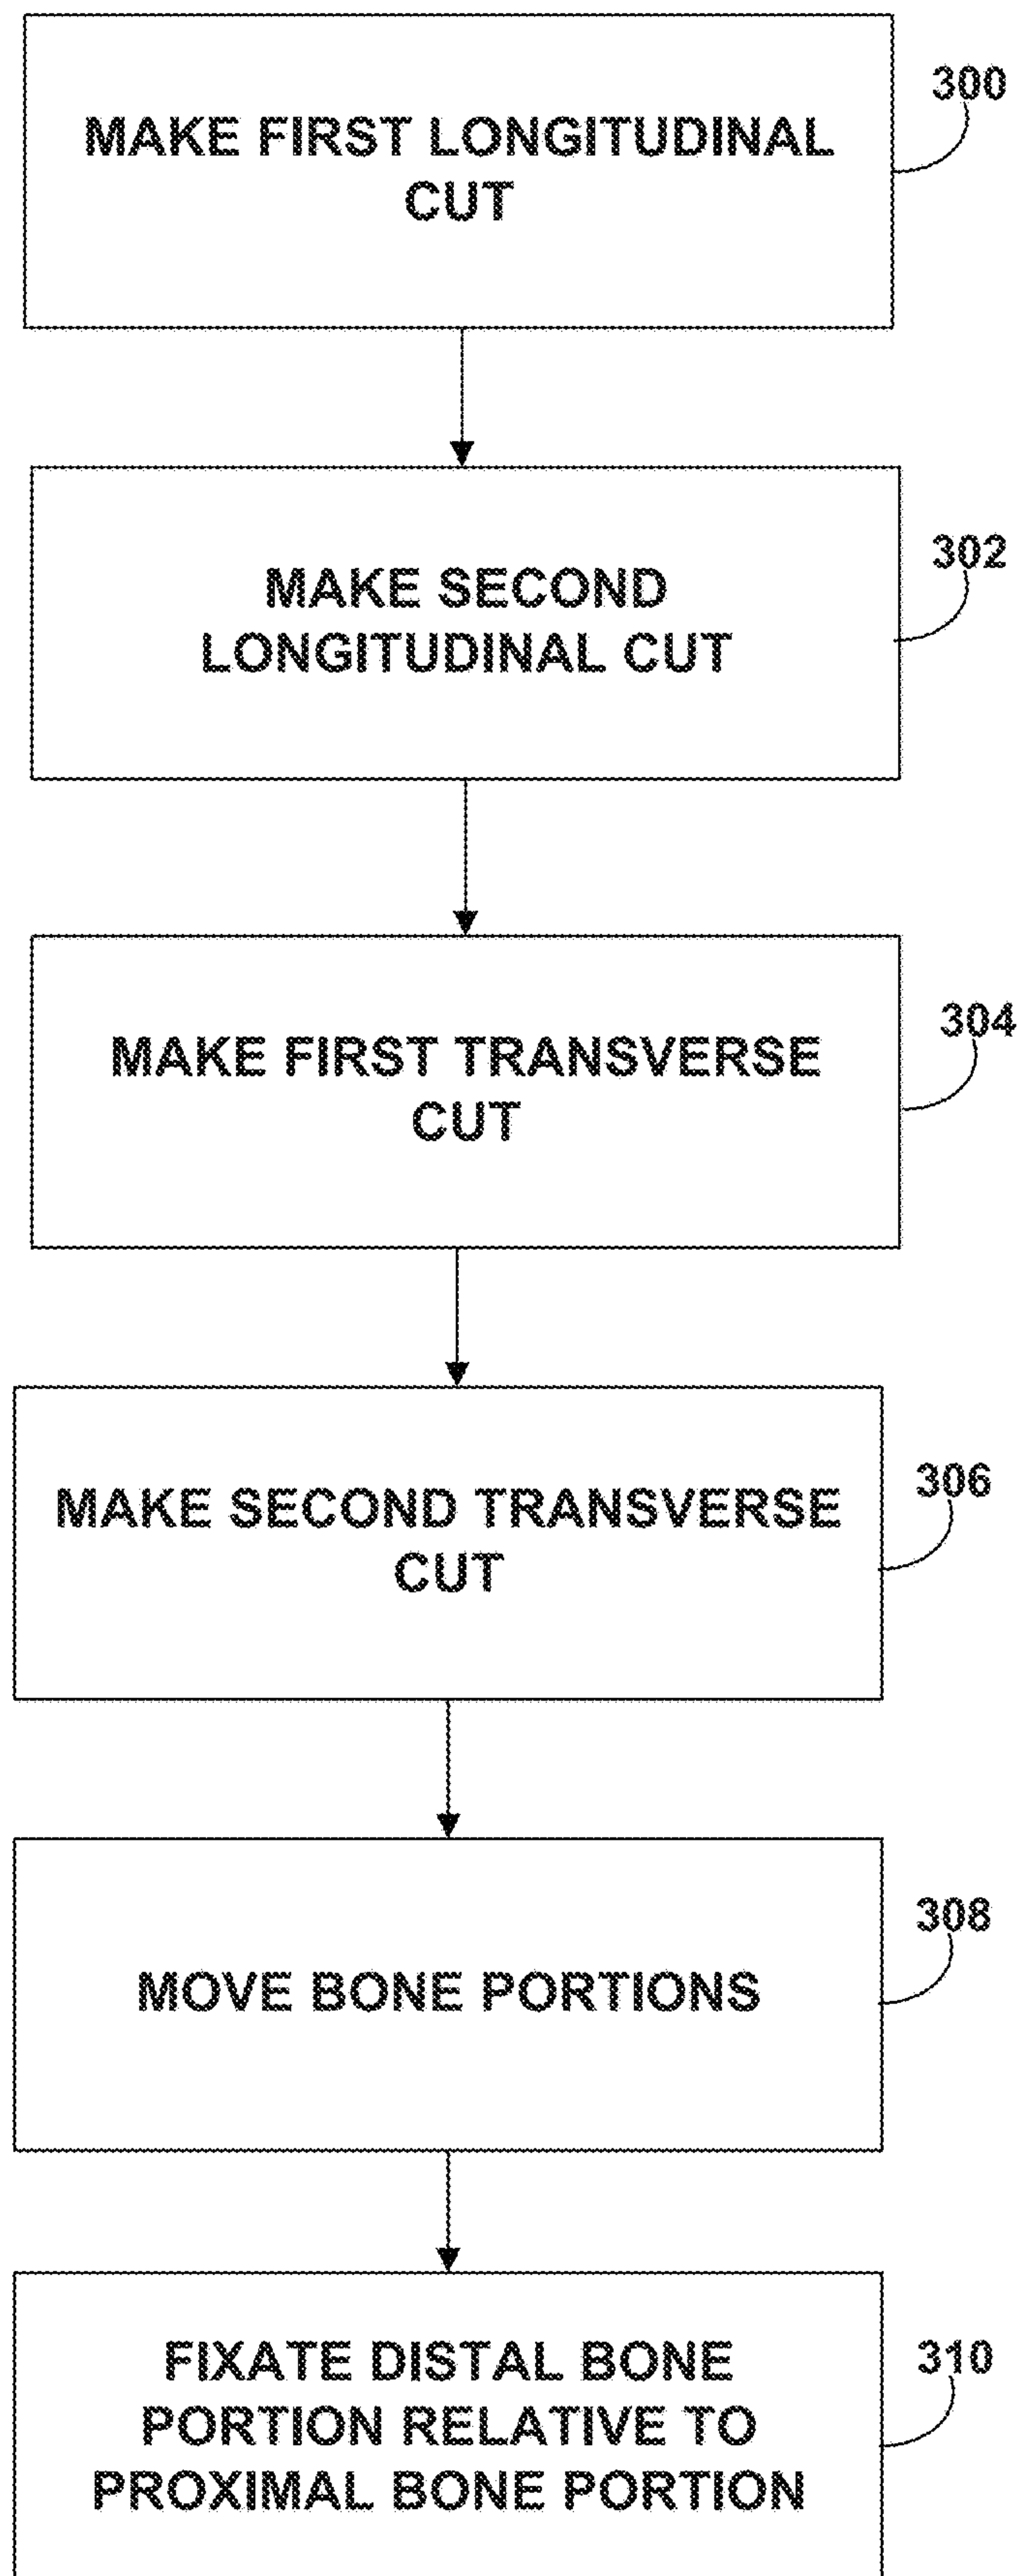 300
MAKE FIRST LONGITUDINAL
CUT
302
MAKE SECOND
LONGITUDINAL CUT
304
MAKE FIRST TRANSVERSE
CUT
306
MAKE SECOND TRANSVERSE
CUT
308
MOVE BONE PORTIONS
310
FIXATE DISTAL BONE
PORTION RELATIVE TO
PROXIMAL BONE PORTION